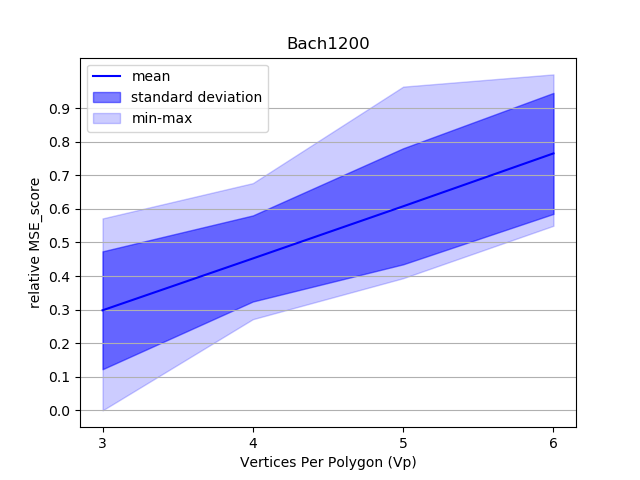 Bach1200
mean
standard deviation
min-max
relative MSE_score
0.9
0.8
0.7
0.6
0.5
0.4
0.3
0.2
0.1
0.0
3 4 5 6
Vertices Per Polygon (Vp)